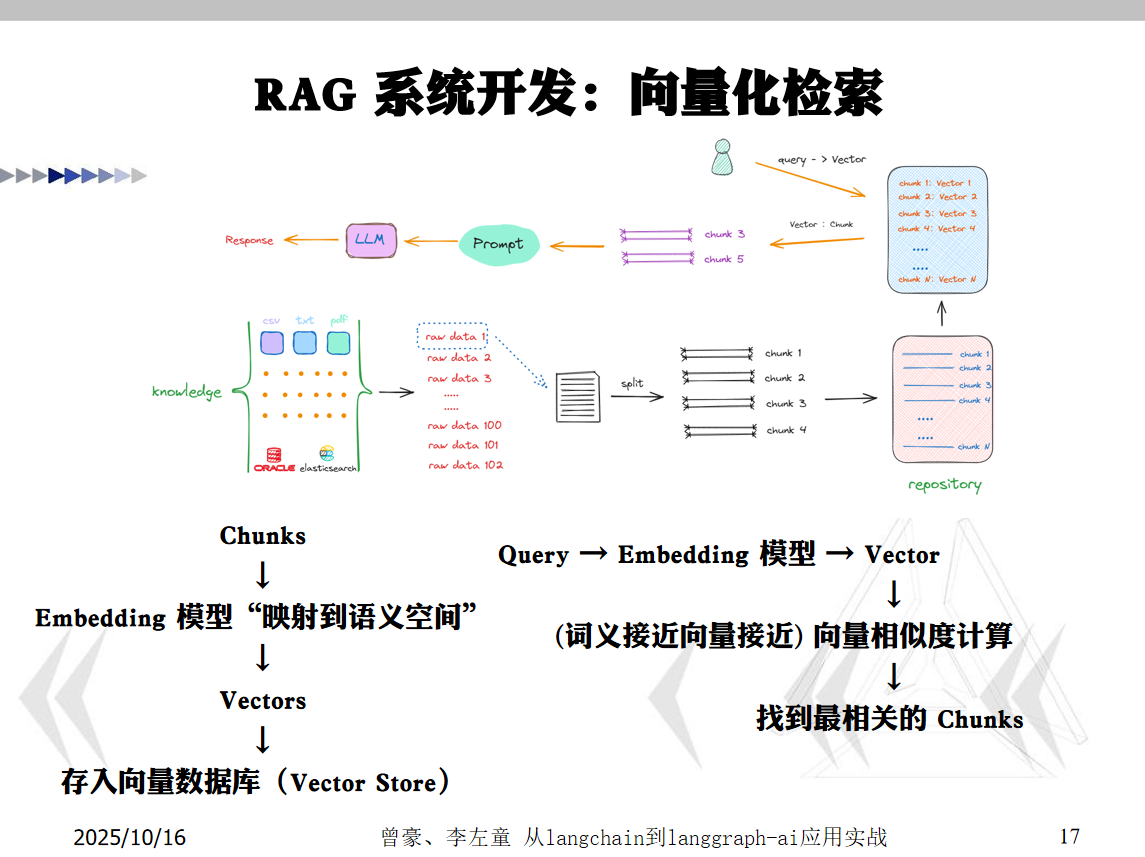 RAG 系统开发：向量化检索
query - > Vector
chunk 1: Vector 1
chunk 2: Vector 2
chunk 3: Vector 3
chunk 4: Vector 4
....
....
chunk N: Vector N
Vector : Chunk
chunk 3
chunk 5
Prompt
LLM
Response
knowledge
csv txt pdf
ORACLE elasticsearch
raw data 1
raw data 2
raw data 3
.....
.....
raw data 100
raw data 101
raw data 102
split
chunk 1
chunk 2
chunk 3
chunk 4
chunk 1
chunk 2
chunk 3
chunk 4
....
....
chunk N
repository
Chunks
↓
Embedding 模型“映射到语义空间”
↓
Vectors
↓
存入向量数据库（Vector Store）
Query → Embedding 模型 → Vector
↓
(词义接近向量接近) 向量相似度计算
↓
找到最相关的 Chunks
2025/10/16
曾豪、李左童 从langchain到langgraph-ai应用实战
17